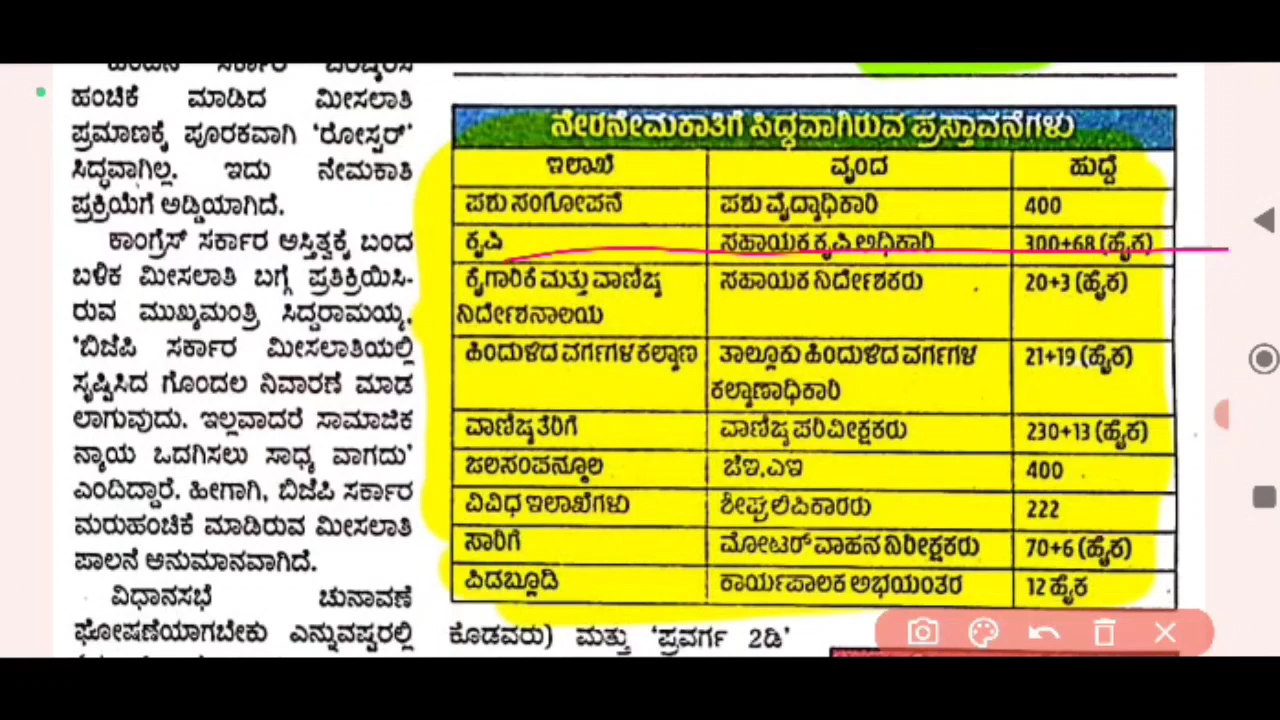 ಹಂಚಿಕೆ ಮಾಡಿದ ಮೀಸಲಾತಿ
ಪ್ರಮಾಣಕ್ಕೆ ಪೂರಕವಾಗಿ ‘ರೋಸ್ಟರ್’
ಸಿದ್ಧವಾಗಿಲ್ಲ. ಇದು ನೇಮಕಾತಿ
ಪ್ರಕ್ರಿಯೆಗೆ ಅಡ್ಡಿಯಾಗಿದೆ.
ಕಾಂಗ್ರೆಸ್ ಸರ್ಕಾರ ಅಸ್ತಿತ್ವಕ್ಕೆ ಬಂದ
ಬಳಿಕ ಮೀಸಲಾತಿ ಬಗ್ಗೆ ಪ್ರತಿಕ್ರಿಯಿಸಿ-
ರುವ ಮುಖ್ಯಮಂತ್ರಿ ಸಿದ್ದರಾಮಯ್ಯ,
‘ಬಿಜೆಪಿ ಸರ್ಕಾರ ಮೀಸಲಾತಿಯಲ್ಲಿ
ಸೃಷ್ಟಿಸಿದ ಗೊಂದಲ ನಿವಾರಣೆ ಮಾಡ
ಲಾಗುವುದು. ಇಲ್ಲವಾದರೆ ಸಾಮಾಜಿಕ
ನ್ಯಾಯ ಒದಗಿಸಲು ಸಾಧ್ಯ ವಾಗದು’
ಎಂದಿದ್ದಾರೆ. ಹೀಗಾಗಿ, ಬಿಜೆಪಿ ಸರ್ಕಾರ
ಮರುಹಂಚಿಕೆ ಮಾಡಿರುವ ಮೀಸಲಾತಿ
ಪಾಲನೆ ಅನುಮಾನವಾಗಿದೆ.
ವಿಧಾನಸಭೆ ಚುನಾವಣೆ
ಘೋಷಣೆಯಾಗಬೇಕು ಎನ್ನುವಷ್ಟರಲ್ಲಿ
ನೇರನೇಮಕಾತಿಗೆ ಸಿದ್ಧವಾಗಿರುವ ಪ್ರಸ್ತಾವನೆಗಳು
ಇಲಾಖೆ ವೃಂದ ಹುದ್ದೆ
ಪಶು ಸಂಗೋಪನೆ ಪಶು ವೈದ್ಯಾಧಿಕಾರಿ 400
ಕೃಷಿ ಸಹಾಯಕ ಕೃಷಿ ಅಧಿಕಾರಿ 300+68 (ಹೈಕ)
ಕೈಗಾರಿಕೆ ಮತ್ತು ವಾಣಿಜ್ಯ ಸಹಾಯಕ ನಿರ್ದೇಶಕರು 20+3 (ಹೈಕ)
ನಿರ್ದೇಶನಾಲಯ
ಹಿಂದುಳಿದ ವರ್ಗಗಳ ಕಲ್ಯಾಣ ತಾಲ್ಲೂಕು ಹಿಂದುಳಿದ ವರ್ಗಗಳ 21+19 (ಹೈಕ)
ಕಲ್ಯಾಣಾಧಿಕಾರಿ
ವಾಣಿಜ್ಯ ತೆರಿಗೆ ವಾಣಿಜ್ಯ ಪರಿವೀಕ್ಷಕರು 230+13 (ಹೈಕ)
ಜಲಸಂಪನ್ಮೂಲ ಜೆಇ,ಎಇ 400
ವಿವಿಧ ಇಲಾಖೆಗಳು ಶೀಘ್ರಲಿಪಿಕಾರರು 222
ಸಾರಿಗೆ ಮೋಟರ್ ವಾಹನ ನಿರೀಕ್ಷಕರು 70+6 (ಹೈಕ)
ಪಿಡಬ್ಲೂಡಿ ಕಾರ್ಯಪಾಲಕ ಅಭಿಯಂತರ 12 ಹೈಕ
ಕೊಡವರು) ಮತ್ತು ‘ಪ್ರವರ್ಗ 2ಡಿ’